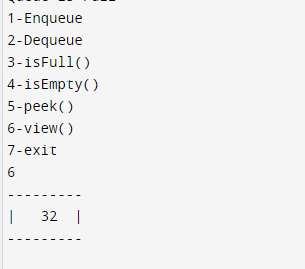 1-Enqueue
2-Dequeue
3-isFull()
4-isEmpty()
5-peek()
6-view()
7-exit
6
---------
|   32  |
---------